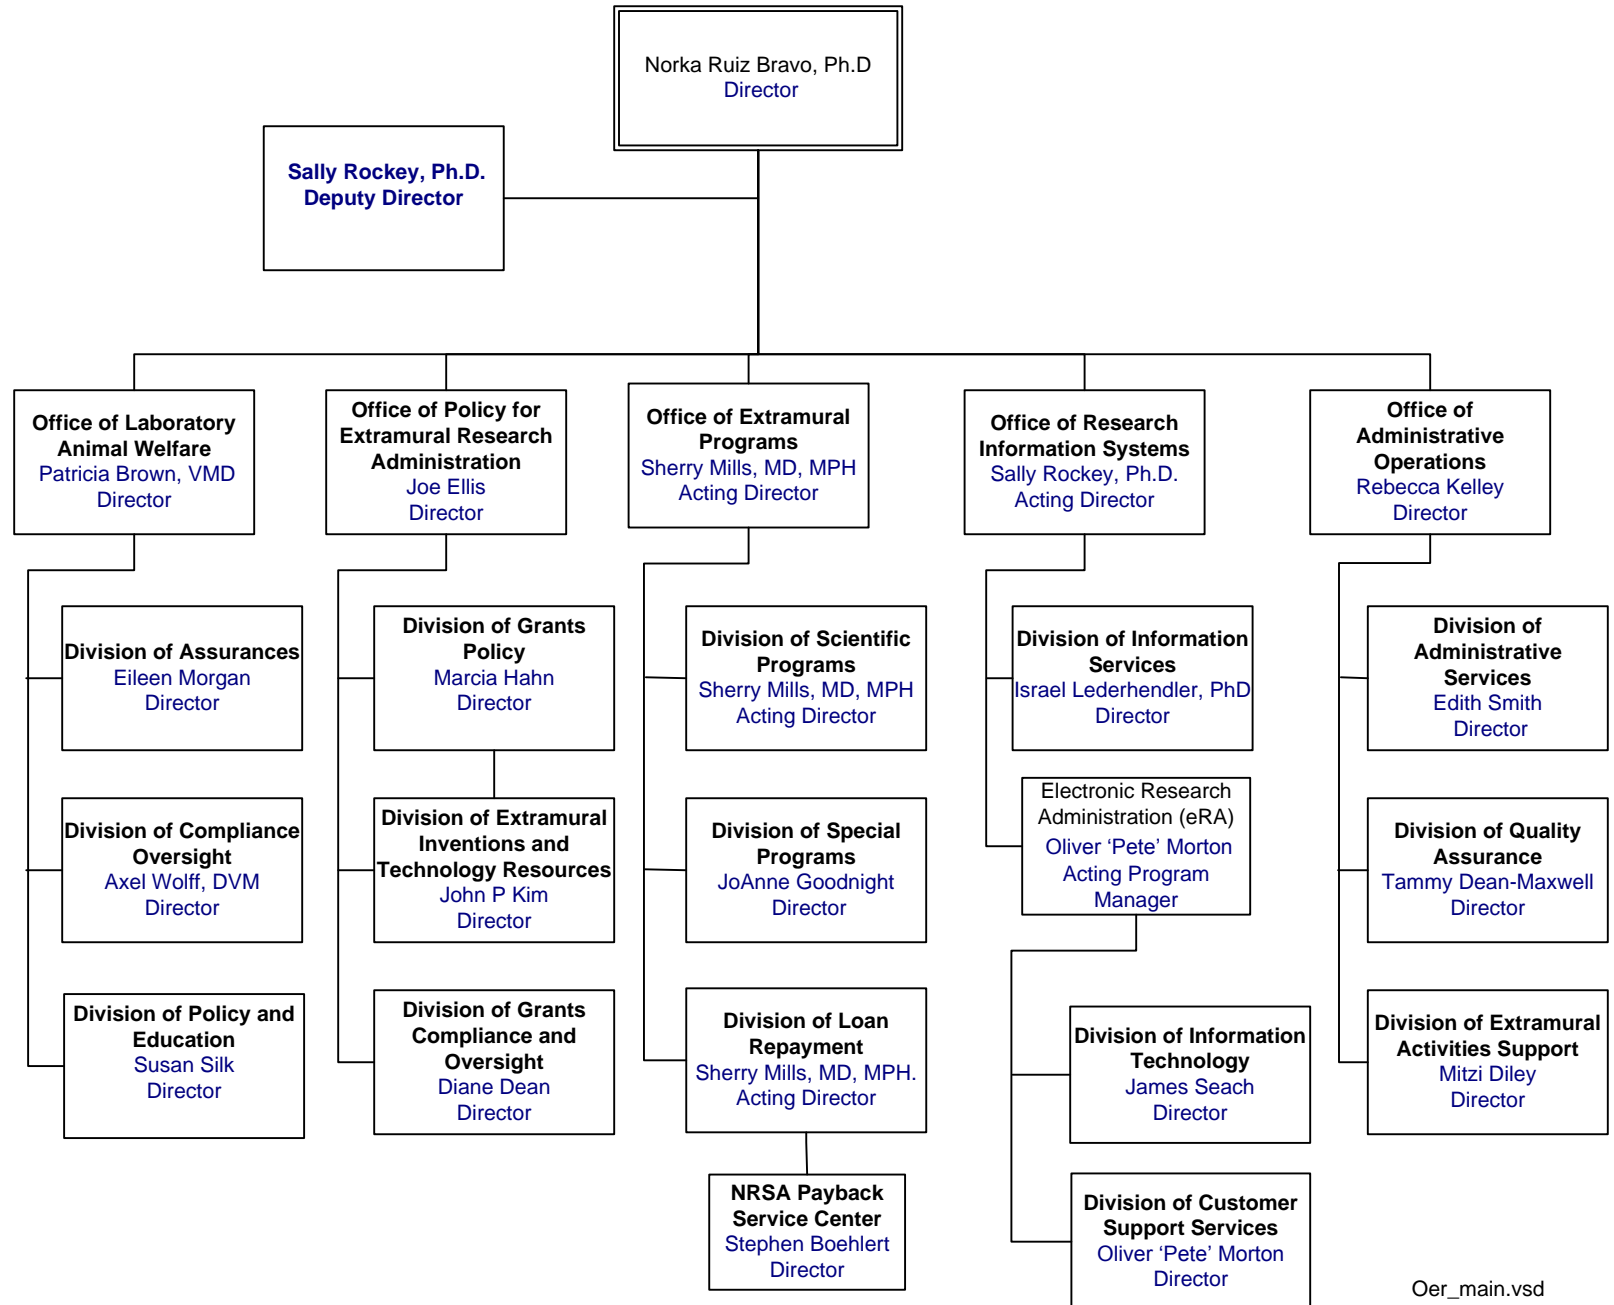 Norka Ruiz Bravo, Ph.D
Director
Sally Rockey, Ph.D.
Deputy Director
Office of Laboratory
Animal Welfare
Patricia Brown, VMD
Director
Office of Policy for
Extramural Research
Administration
Joe Ellis
Director
Office of Extramural
Programs
Sherry Mills, MD, MPH
Acting Director
Office of Research
Information Systems
Sally Rockey, Ph.D.
Acting Director
Office of
Administrative
Operations
Rebecca Kelley
Director
Division of Assurances
Eileen Morgan
Director
Division of Grants
Policy
Marcia Hahn
Director
Division of Scientific
Programs
Sherry Mills, MD, MPH
Acting Director
Division of Information
Services
Israel Lederhendler, PhD
Director
Division of
Administrative
Services
Edith Smith
Director
Division of Compliance
Oversight
Axel Wolff, DVM
Director
Division of Extramural
Inventions and
Technology Resources
John P Kim
Director
Division of Special
Programs
JoAnne Goodnight
Director
Electronic Research
Administration (eRA)
Oliver ‘Pete’ Morton
Acting Program
Manager
Division of Quality
Assurance
Tammy Dean-Maxwell
Director
Division of Policy and
Education
Susan Silk
Director
Division of Grants
Compliance and
Oversight
Diane Dean
Director
Division of Loan
Repayment
Sherry Mills, MD, MPH.
Acting Director
Division of Information
Technology
James Seach
Director
Division of Extramural
Activities Support
Mitzi Diley
Director
NRSA Payback
Service Center
Stephen Boehlert
Director
Division of Customer
Support Services
Oliver ‘Pete’ Morton
Director
Oer_main.vsd